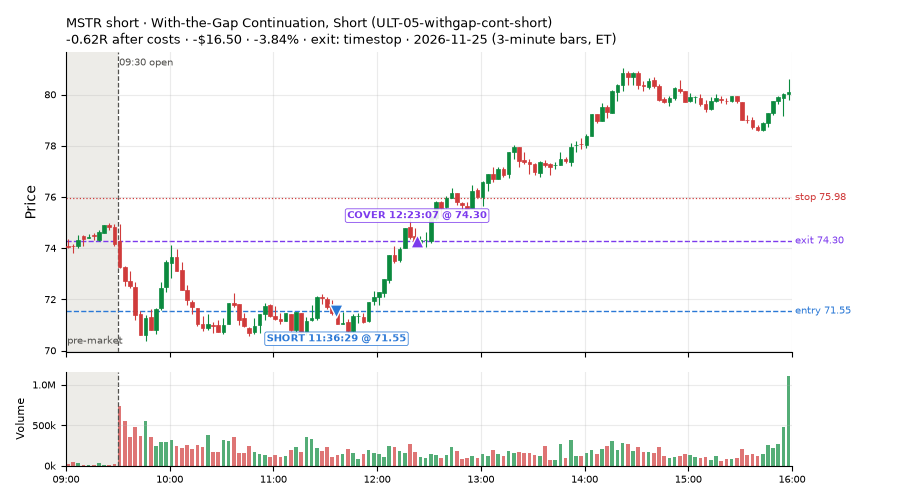 MSTR short · With-the-Gap Continuation, Short (ULT-05-withgap-cont-short)
-0.62R after costs · -$16.50 · -3.84% · exit: timestop · 2026-11-25 (3-minute bars, ET)
09:30 open
80
78
76
74
72
70
Price
stop 75.98
COVER 12:23:07 @ 74.30
exit 74.30
entry 71.55
SHORT 11:36:29 @ 71.55
pre-market
1.0M
500k
0k
Volume
09:00
10:00
11:00
12:00
13:00
14:00
15:00
16:00